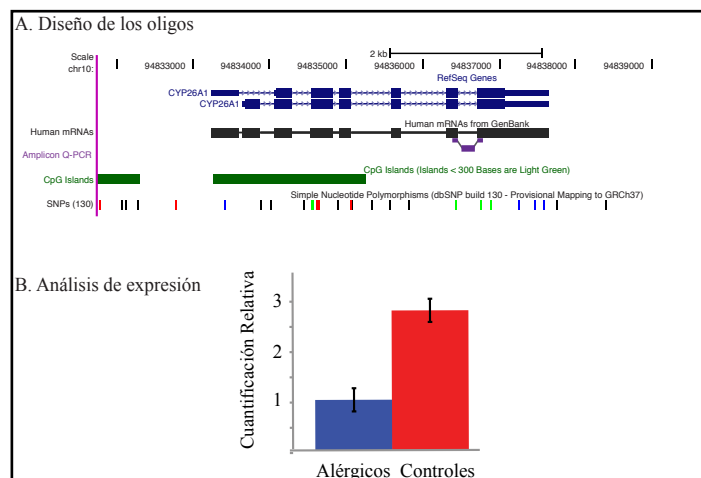 A. Diseño de los oligos
Scale
2 kb
chr10:
94833000
94834000
94835000
94836000
94837000
94838000
94839000
RefSeq Genes
CYP26A1
CYP26A1
Human mRNAs from GenBank
Human mRNAs
Amplicon Q-PCR
CpG Islands (Islands < 300 Bases are Light Green)
CpG Islands
Simple Nucleotide Polymorphisms (dbSNP build 130 - Provisional Mapping to GRCh37)
SNPs (130)
B. Análisis de expresión
Cuantificación Relativa
3
2
1
Alérgicos Controles